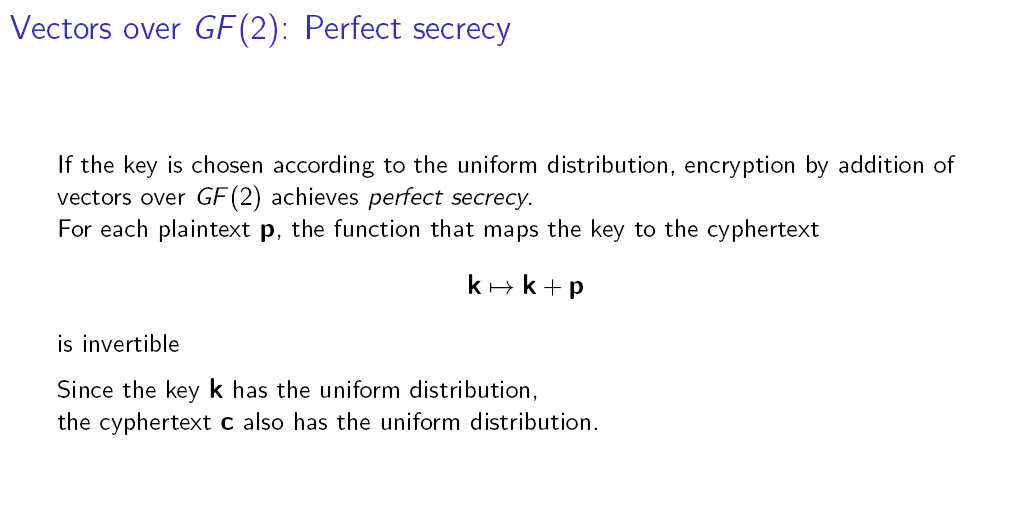 Vectors over GF(2): Perfect secrecy
If the key is chosen according to the uniform distribution, encryption by addition of
vectors over GF(2) achieves perfect secrecy.
For each plaintext p, the function that maps the key to the cyphertext
k ↦ k + p
is invertible
Since the key k has the uniform distribution,
the cyphertext c also has the uniform distribution.